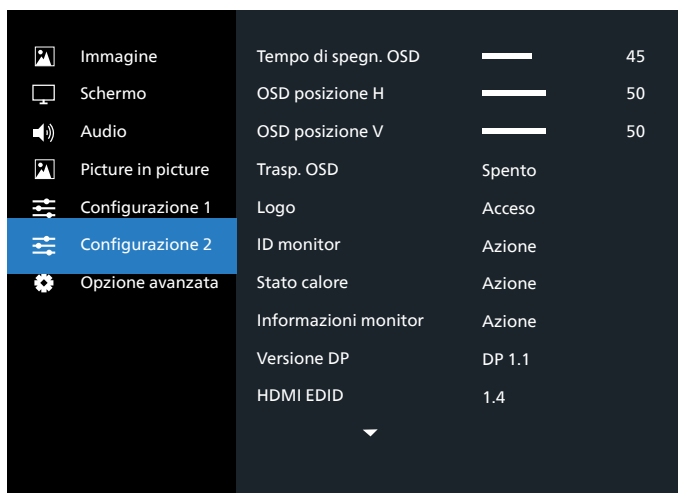 Immagine
Schermo
Audio
Picture in picture
Configurazione 1
Configurazione 2
Opzione avanzata
Tempo di spegn. OSD 45
OSD posizione H 50
OSD posizione V 50
Trasp. OSD Spento
Logo Acceso
ID monitor Azione
Stato calore Azione
Informazioni monitor Azione
Versione DP DP 1.1
HDMI EDID 1.4